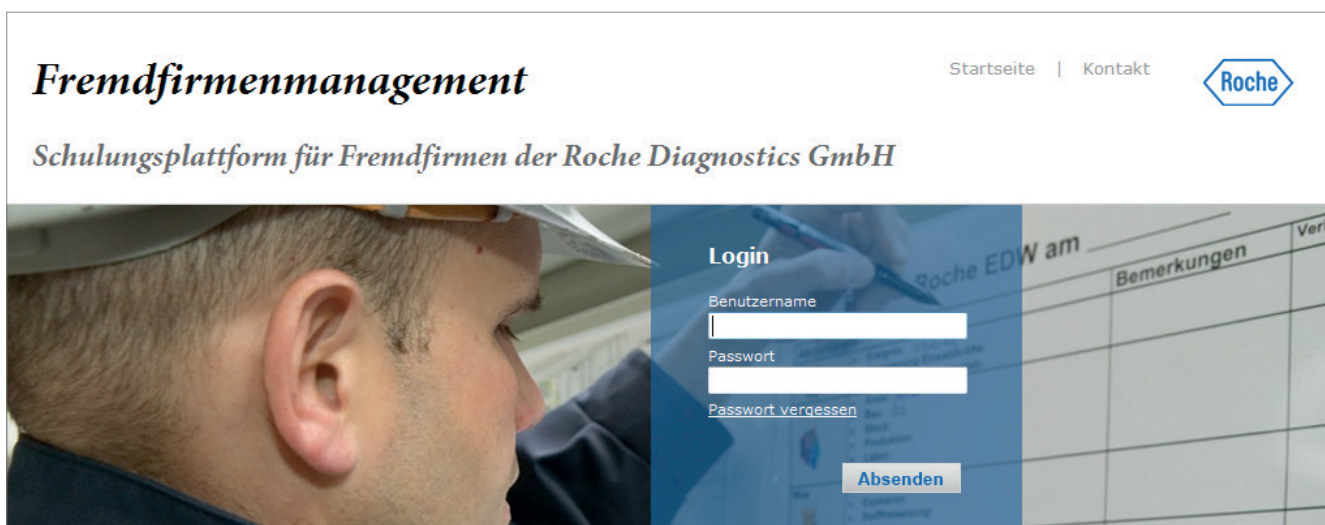 Fremdfirmenmanagement
Startseite | Kontakt
Roche
Schulungsplattform für Fremdfirmen der Roche Diagnostics GmbH
Login
Benutzername
Passwort
Passwort vergessen
Absenden
Roche EDW am
Bemerkungen